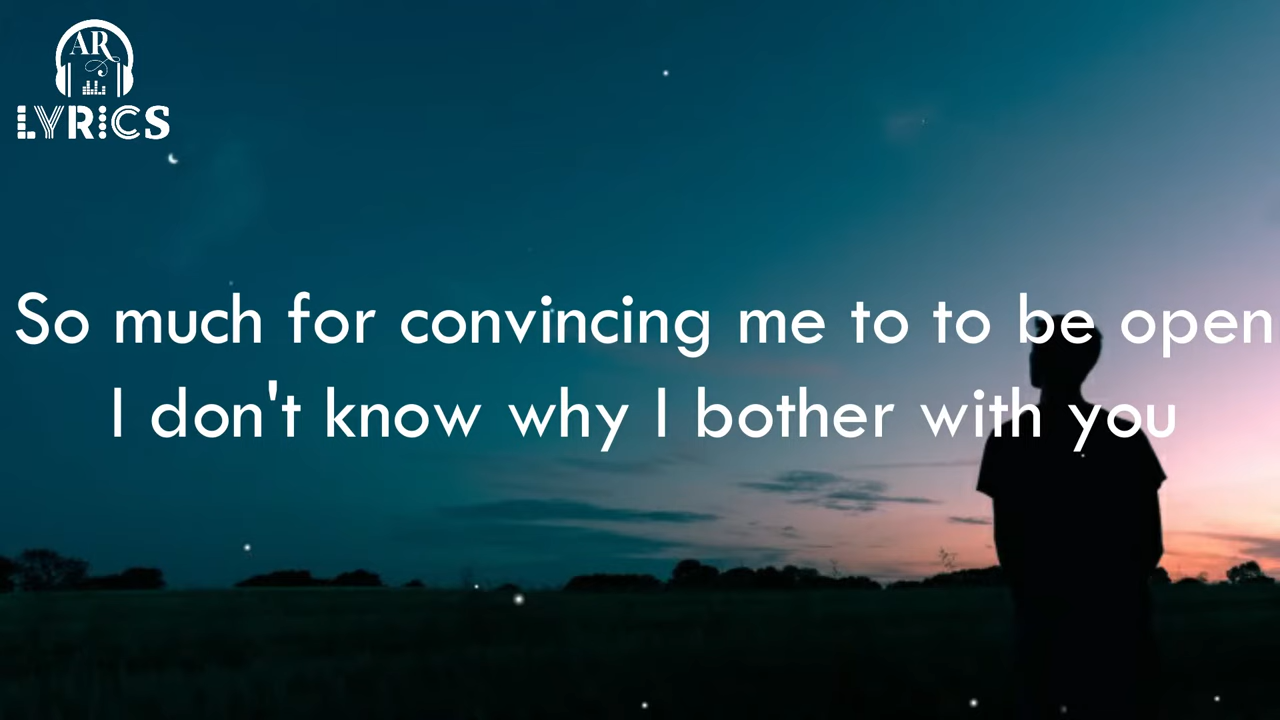 AR
LYRICS
So much for convincing me to to be open
I don't know why I bother with you